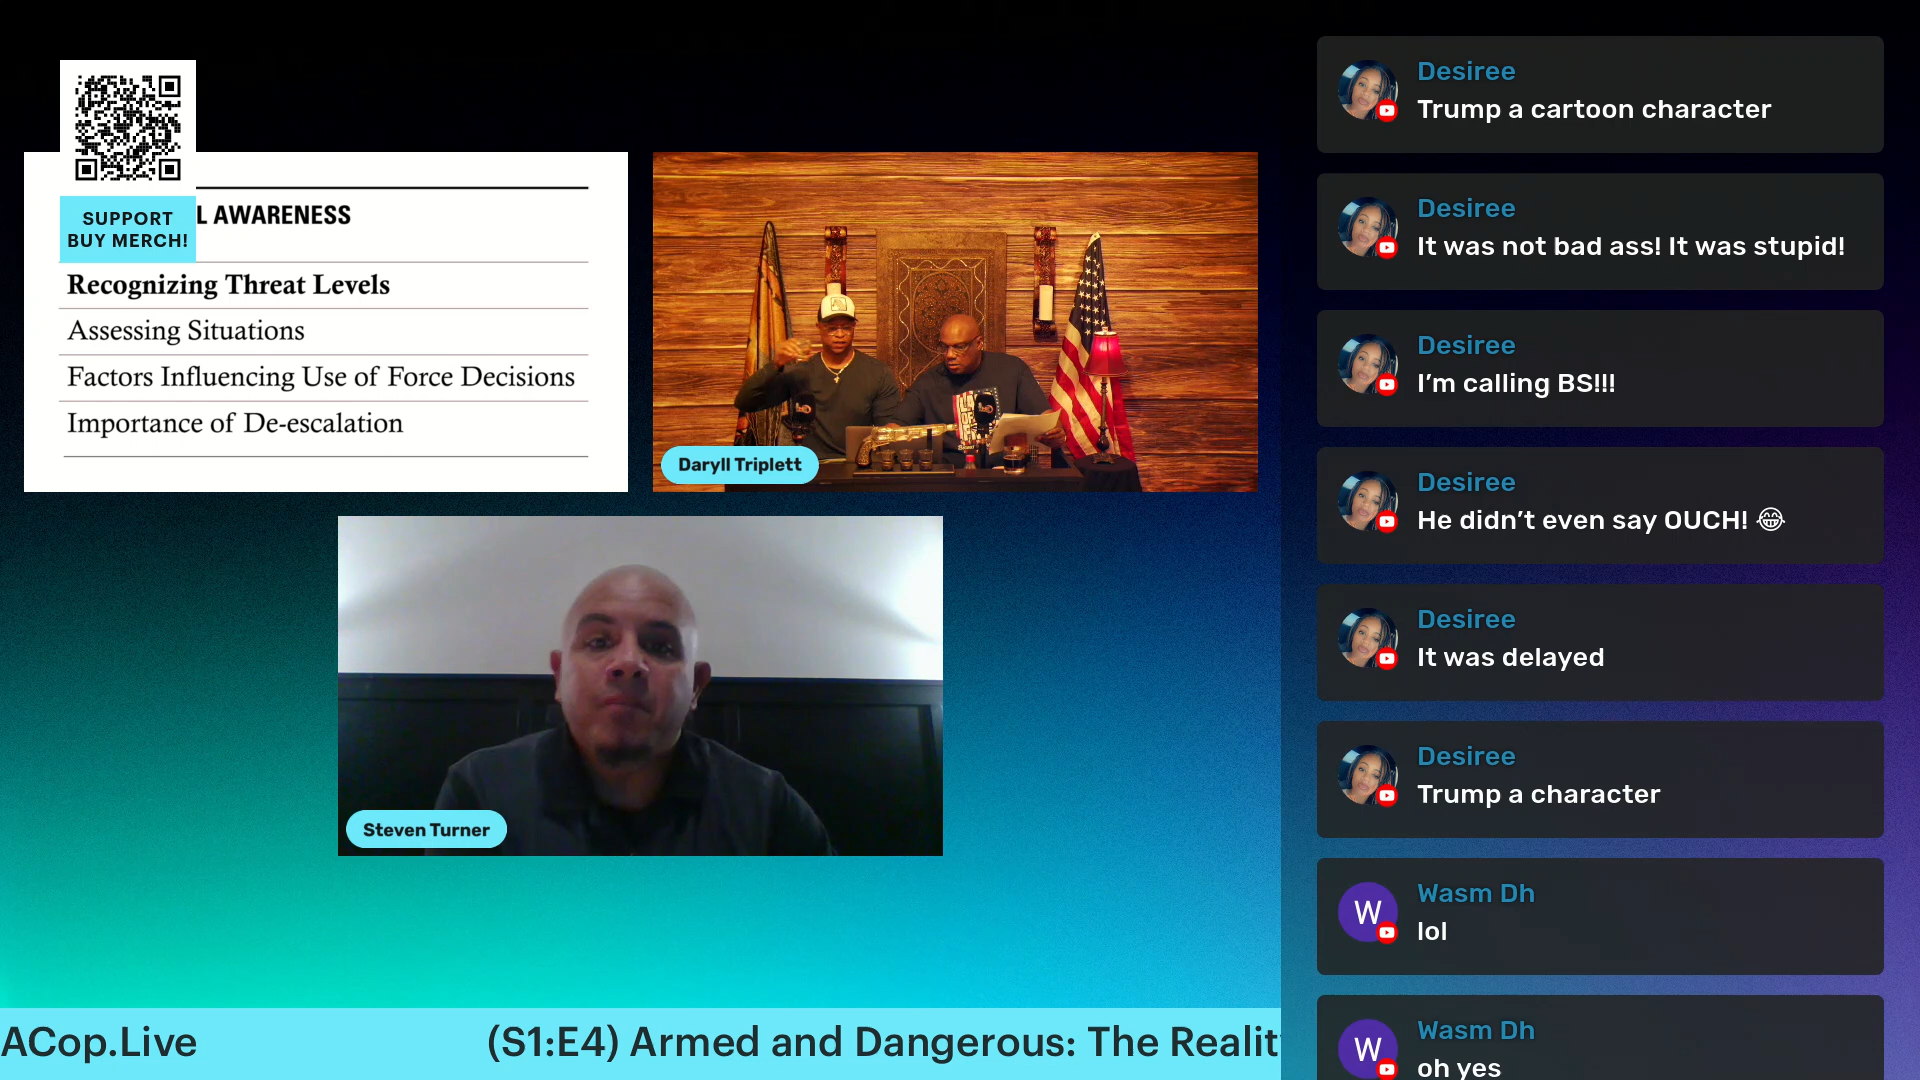 SUPPORT
BUY MERCH!
L AWARENESS
Recognizing Threat Levels
Assessing Situations
Factors Influencing Use of Force Decisions
Importance of De-escalation
Daryll Triplett
Steven Turner
ACop.Live (S1:E4) Armed and Dangerous: The Realit
Desiree
Trump a cartoon character
Desiree
It was not bad ass! It was stupid!
Desiree
I’m calling BS!!!
Desiree
He didn’t even say OUCH! 😂
Desiree
It was delayed
Desiree
Trump a character
W
Wasm Dh
lol
W
Wasm Dh
oh yes